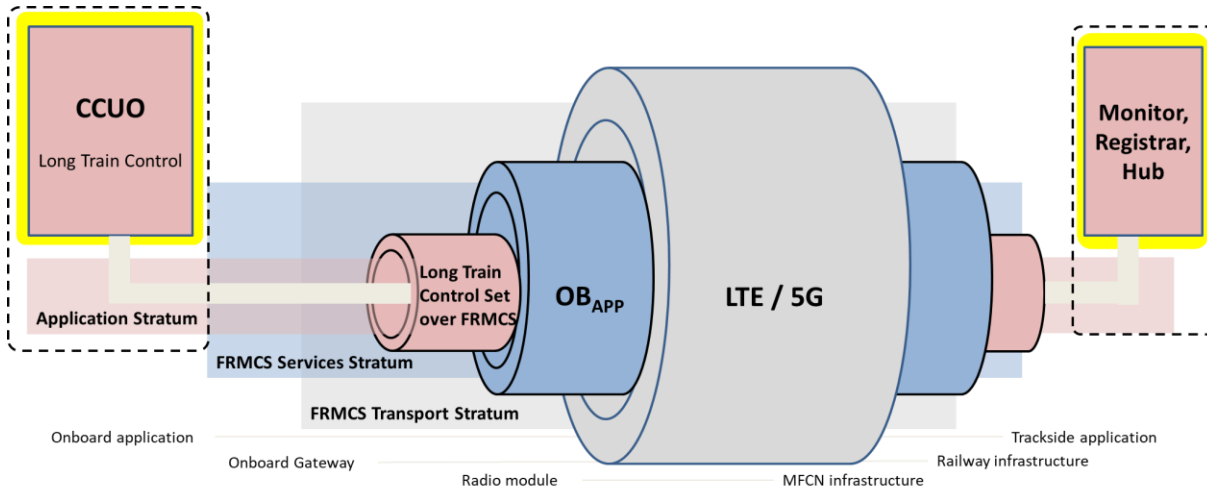 CCUO
Long Train Control
Monitor,
Registrar,
Hub
Long Train
Control Set
over FRMCS
OBAPP
LTE / 5G
Application Stratum
FRMCS Services Stratum
FRMCS Transport Stratum
Onboard application
Trackside application
Onboard Gateway
Railway infrastructure
Radio module
MFCN infrastructure